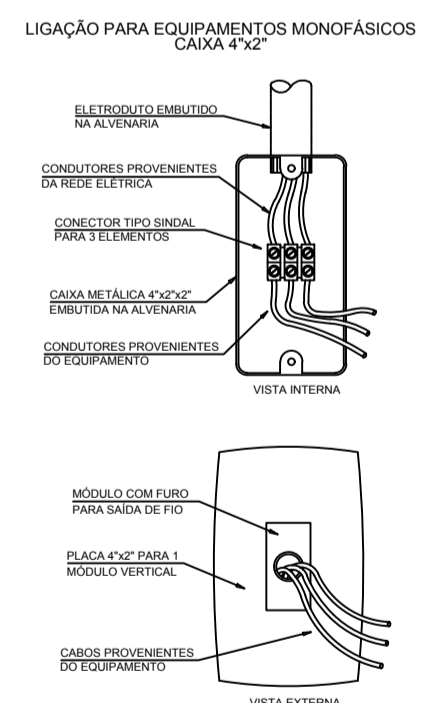 LIGAÇÃO PARA EQUIPAMENTOS MONOFÁSICOS
CAIXA 4"x2"
ELETRODUTO EMBUTIDO
NA ALVENARIA
CONDUTORES PROVENIENTES
DA REDE ELÉTRICA
CONECTOR TIPO SINDAL
PARA 3 ELEMENTOS
CAIXA METÁLICA 4"x2"x2"
EMBUTIDA NA ALVENARIA
CONDUTORES PROVENIENTES
DO EQUIPAMENTO
VISTA INTERNA
MÓDULO COM FURO
PARA SAÍDA DE FIO
PLACA 4"x2" PARA 1
MÓDULO VERTICAL
CABOS PROVENIENTES
DO EQUIPAMENTO
VISTA EXTERNA